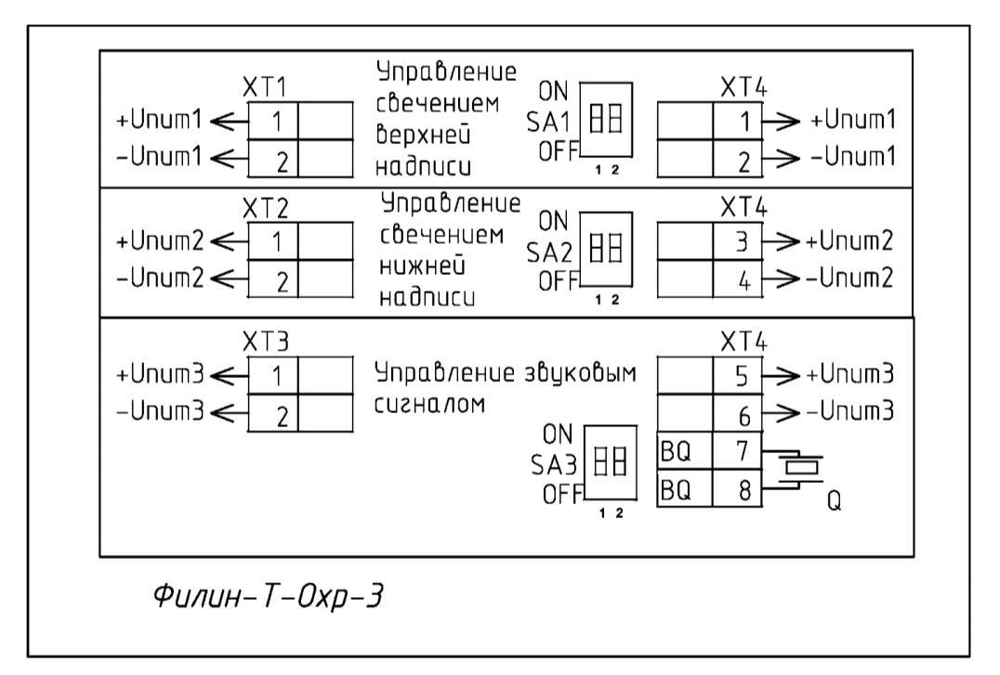 XT1
+Uпит1 1
-Uпит1 2
Управление
свечением
верхней
надписи
ON
SA1
OFF
1 2
XT4
1 +Uпит1
2 -Uпит1
XT2
+Uпит2 1
-Uпит2 2
Управление
свечением
нижней
надписи
ON
SA2
OFF
1 2
XT4
3 +Uпит2
4 -Uпит2
XT3
+Uпит3 1
-Uпит3 2
Управление звуковым
сигналом
ON
SA3
OFF
1 2
XT4
5 +Uпит3
6 -Uпит3
BQ 7
BQ 8
Q
Филин-Т-Охр-3